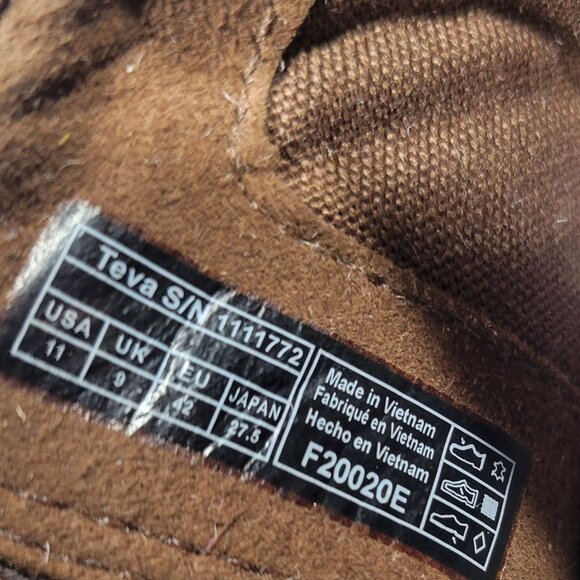 Teva S/N 1111772
USA UK EU JAPAN
11 9 42 27.5
Made in Vietnam
Fabriqué en Vietnam
Hecho en Vietnam
F20020E